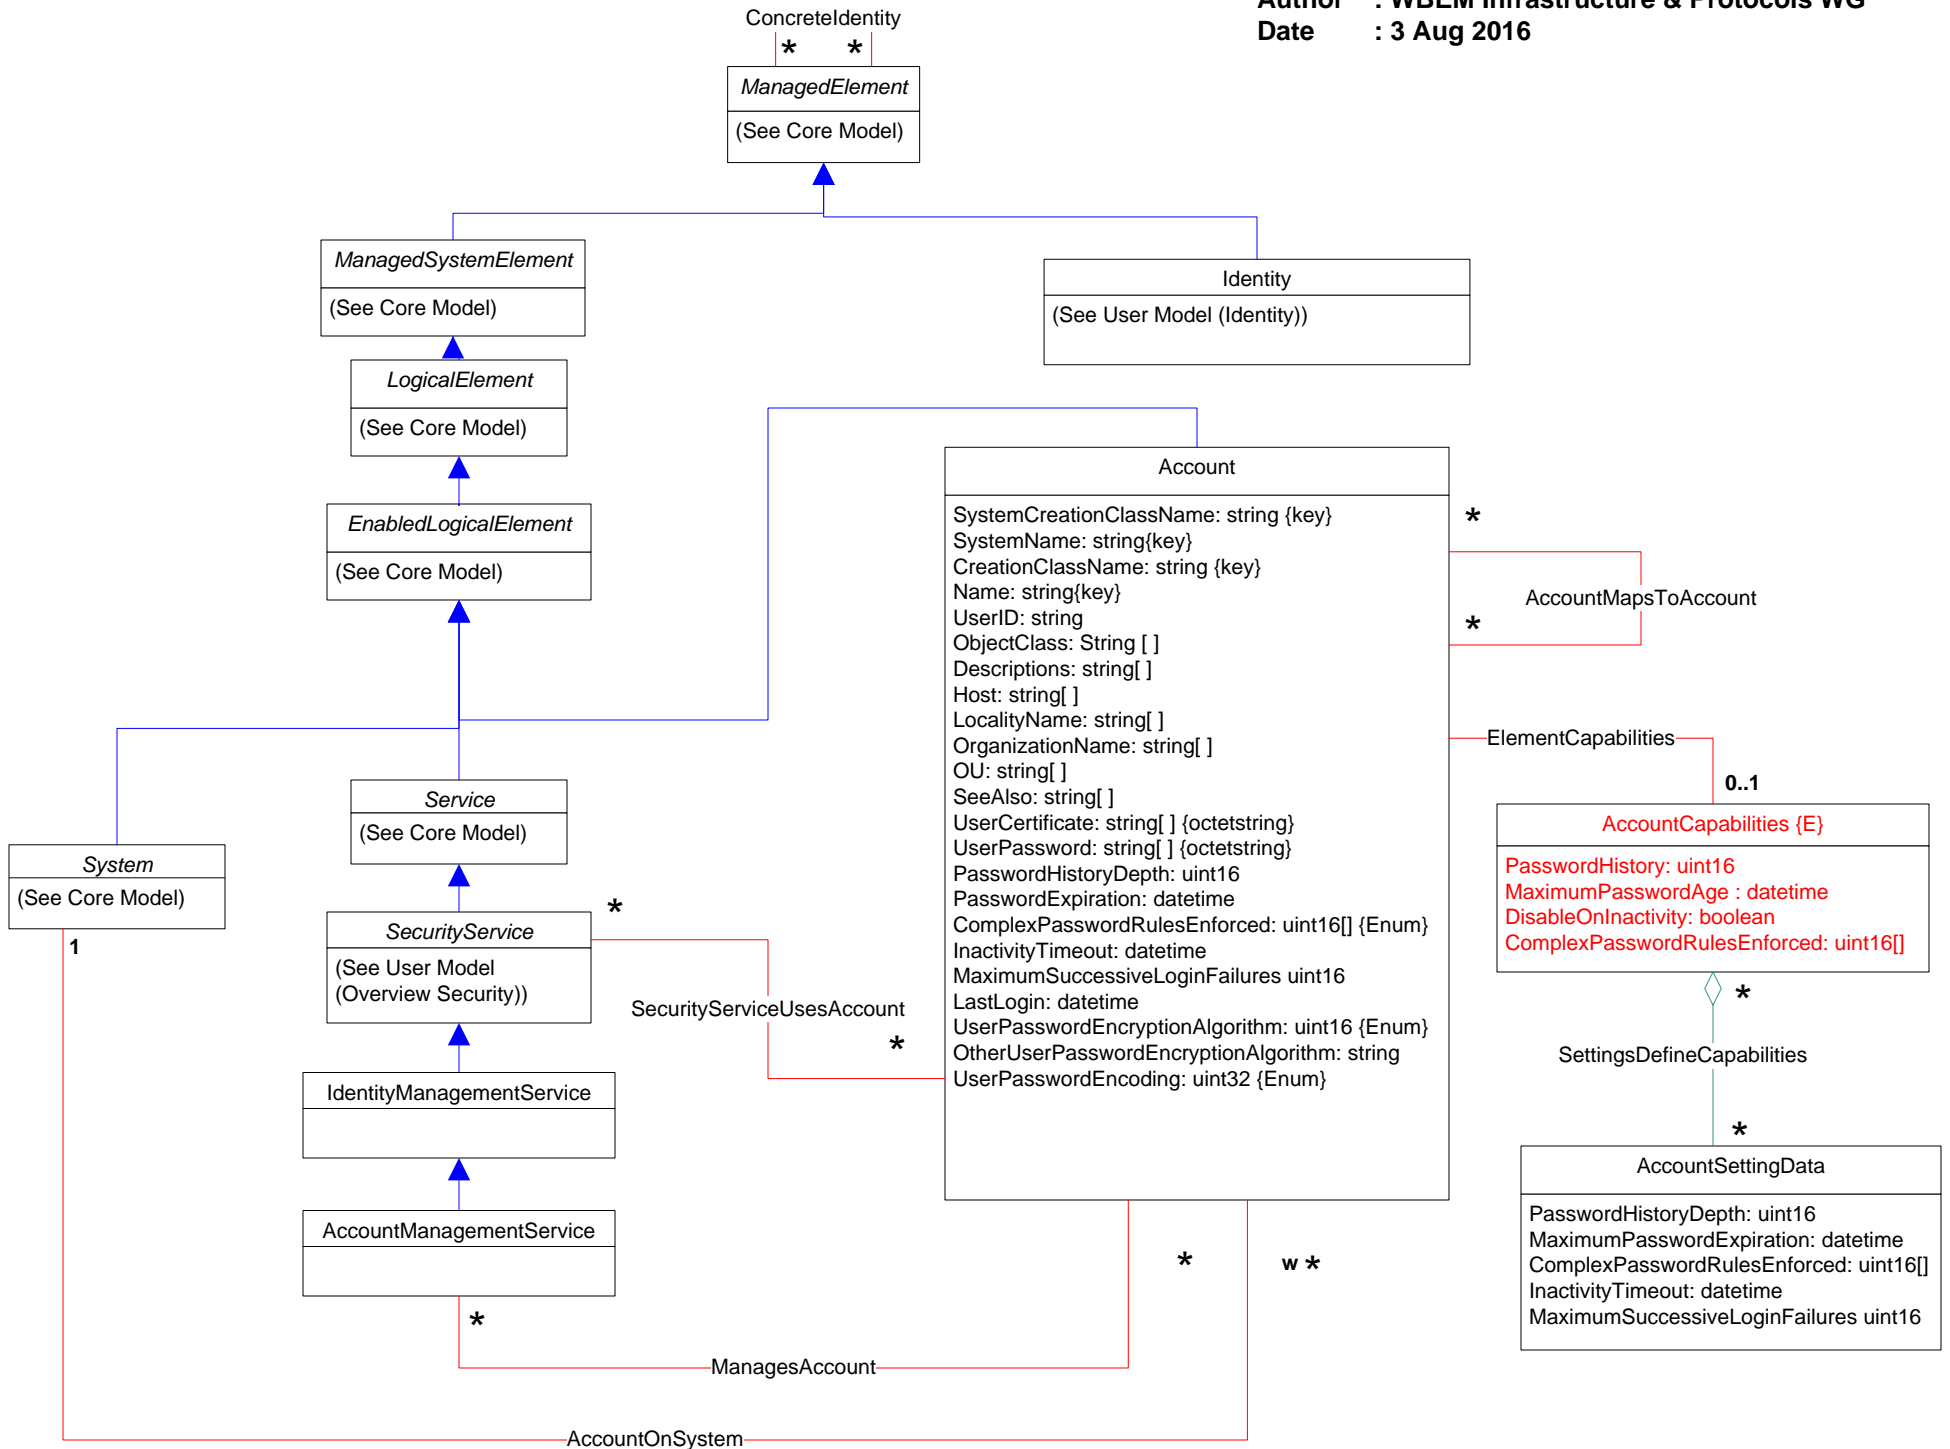 Author : WBEM Infrastructure & Protocols WG
Date : 3 Aug 2016
ConcreteIdentity
* *
ManagedElement
(See Core Model)
ManagedSystemElement
(See Core Model)
Identity
(See User Model (Identity))
LogicalElement
(See Core Model)
EnabledLogicalElement
(See Core Model)
Account
SystemCreationClassName: string {key}
SystemName: string{key}
CreationClassName: string {key}
Name: string{key}
UserID: string
ObjectClass: String [ ]
Descriptions: string[ ]
Host: string[ ]
LocalityName: string[ ]
OrganizationName: string[ ]
OU: string[ ]
SeeAlso: string[ ]
UserCertificate: string[ ] {octetstring}
UserPassword: string[ ] {octetstring}
PasswordHistoryDepth: uint16
PasswordExpiration: datetime
ComplexPasswordRulesEnforced: uint16[] {Enum}
InactivityTimeout: datetime
MaximumSuccessiveLoginFailures uint16
LastLogin: datetime
UserPasswordEncryptionAlgorithm: uint16 {Enum}
OtherUserPasswordEncryptionAlgorithm: string
UserPasswordEncoding: uint32 {Enum}
*
AccountMapsToAccount
*
ElementCapabilities
0..1
AccountCapabilities {E}
PasswordHistory: uint16
MaximumPasswordAge : datetime
DisableOnInactivity: boolean
ComplexPasswordRulesEnforced: uint16[]
*
SettingsDefineCapabilities
*
AccountSettingData
PasswordHistoryDepth: uint16
MaximumPasswordExpiration: datetime
ComplexPasswordRulesEnforced: uint16[]
InactivityTimeout: datetime
MaximumSuccessiveLoginFailures uint16
Service
(See Core Model)
System
(See Core Model)
1
SecurityService
(See User Model
(Overview Security))
*
SecurityServiceUsesAccount
*
IdentityManagementService
AccountManagementService
*
*
w *
ManagesAccount
AccountOnSystem